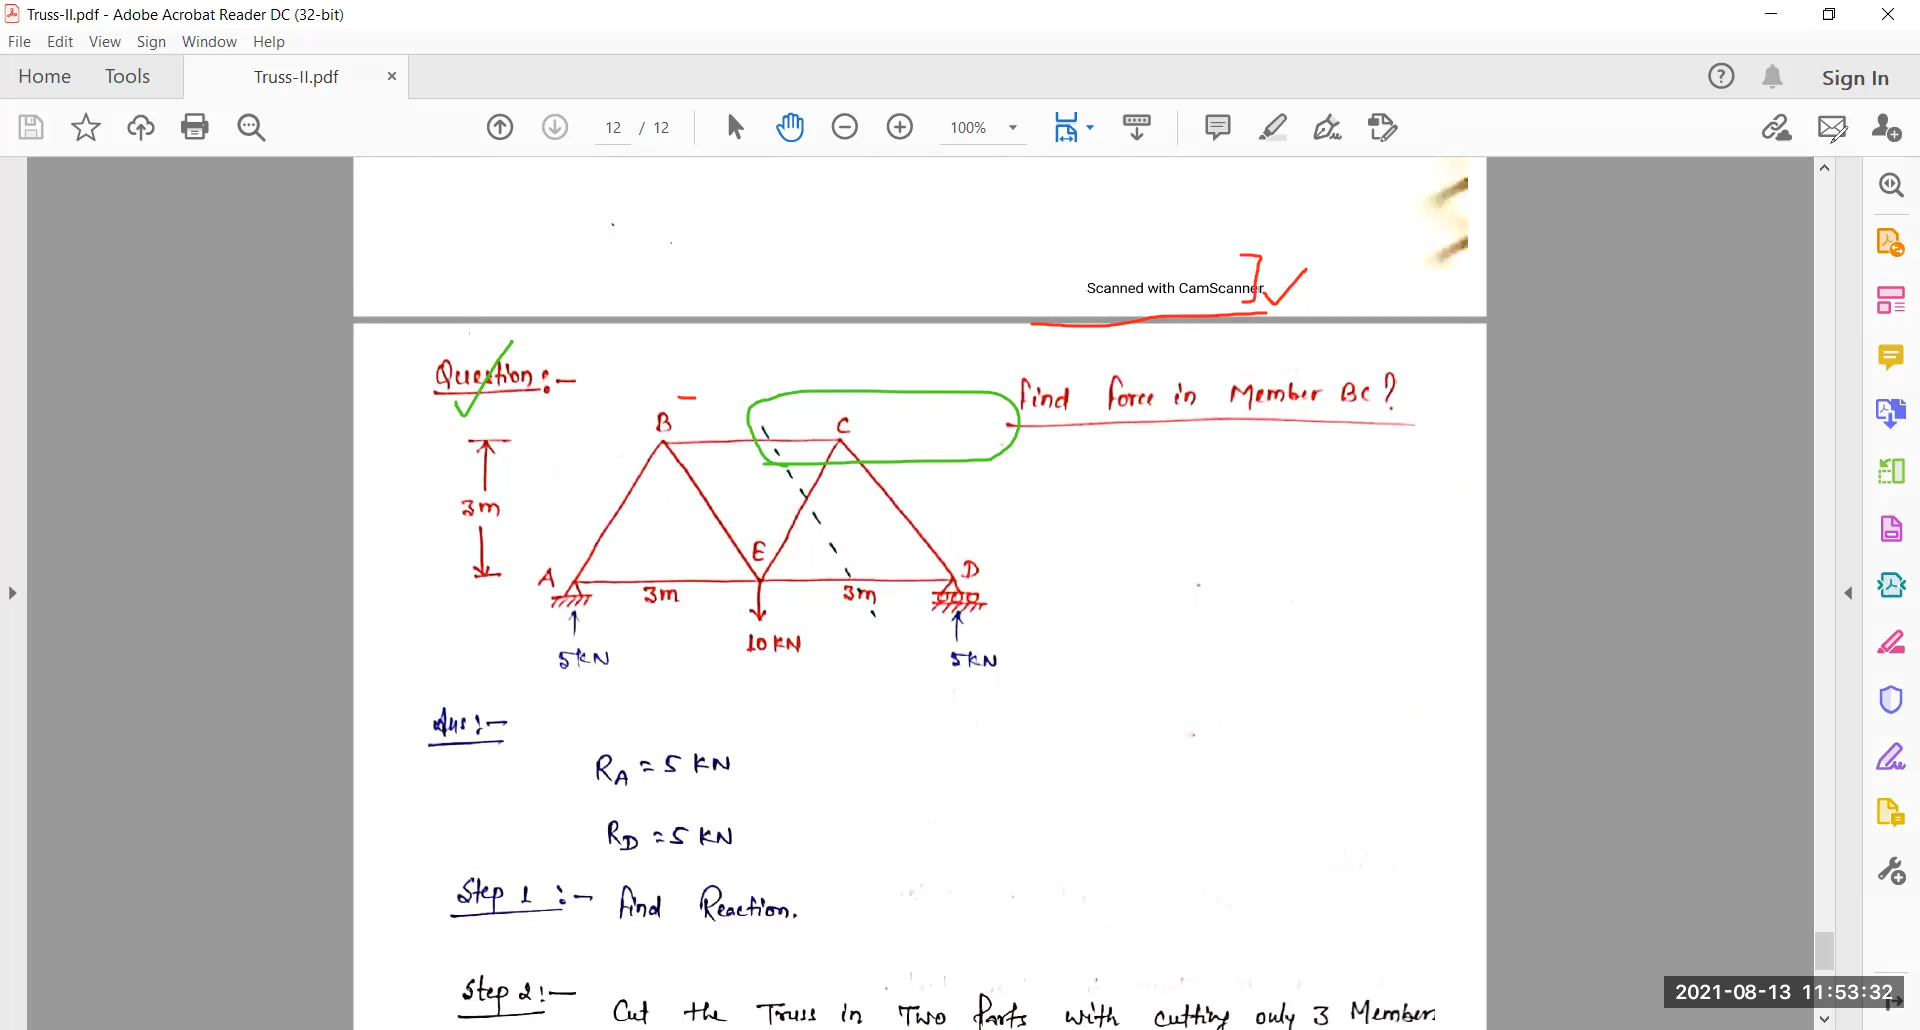 Truss-II.pdf - Adobe Acrobat Reader DC (32-bit)
File Edit View Sign Window Help
Home Tools Truss-II.pdf × Sign In
12 / 12 100%
Scanned with CamScanner
Question:-
find force in Member BC?
B C
3m
E
A D
3m 3m
10 KN
5KN 5KN
Ans:-
RA = 5 KN
RD = 5 KN
Step 1 :- find Reaction.
Step 2:- Cut the Truss in Two Parts with cutting only 3 Member.
2021-08-13 11:53:32